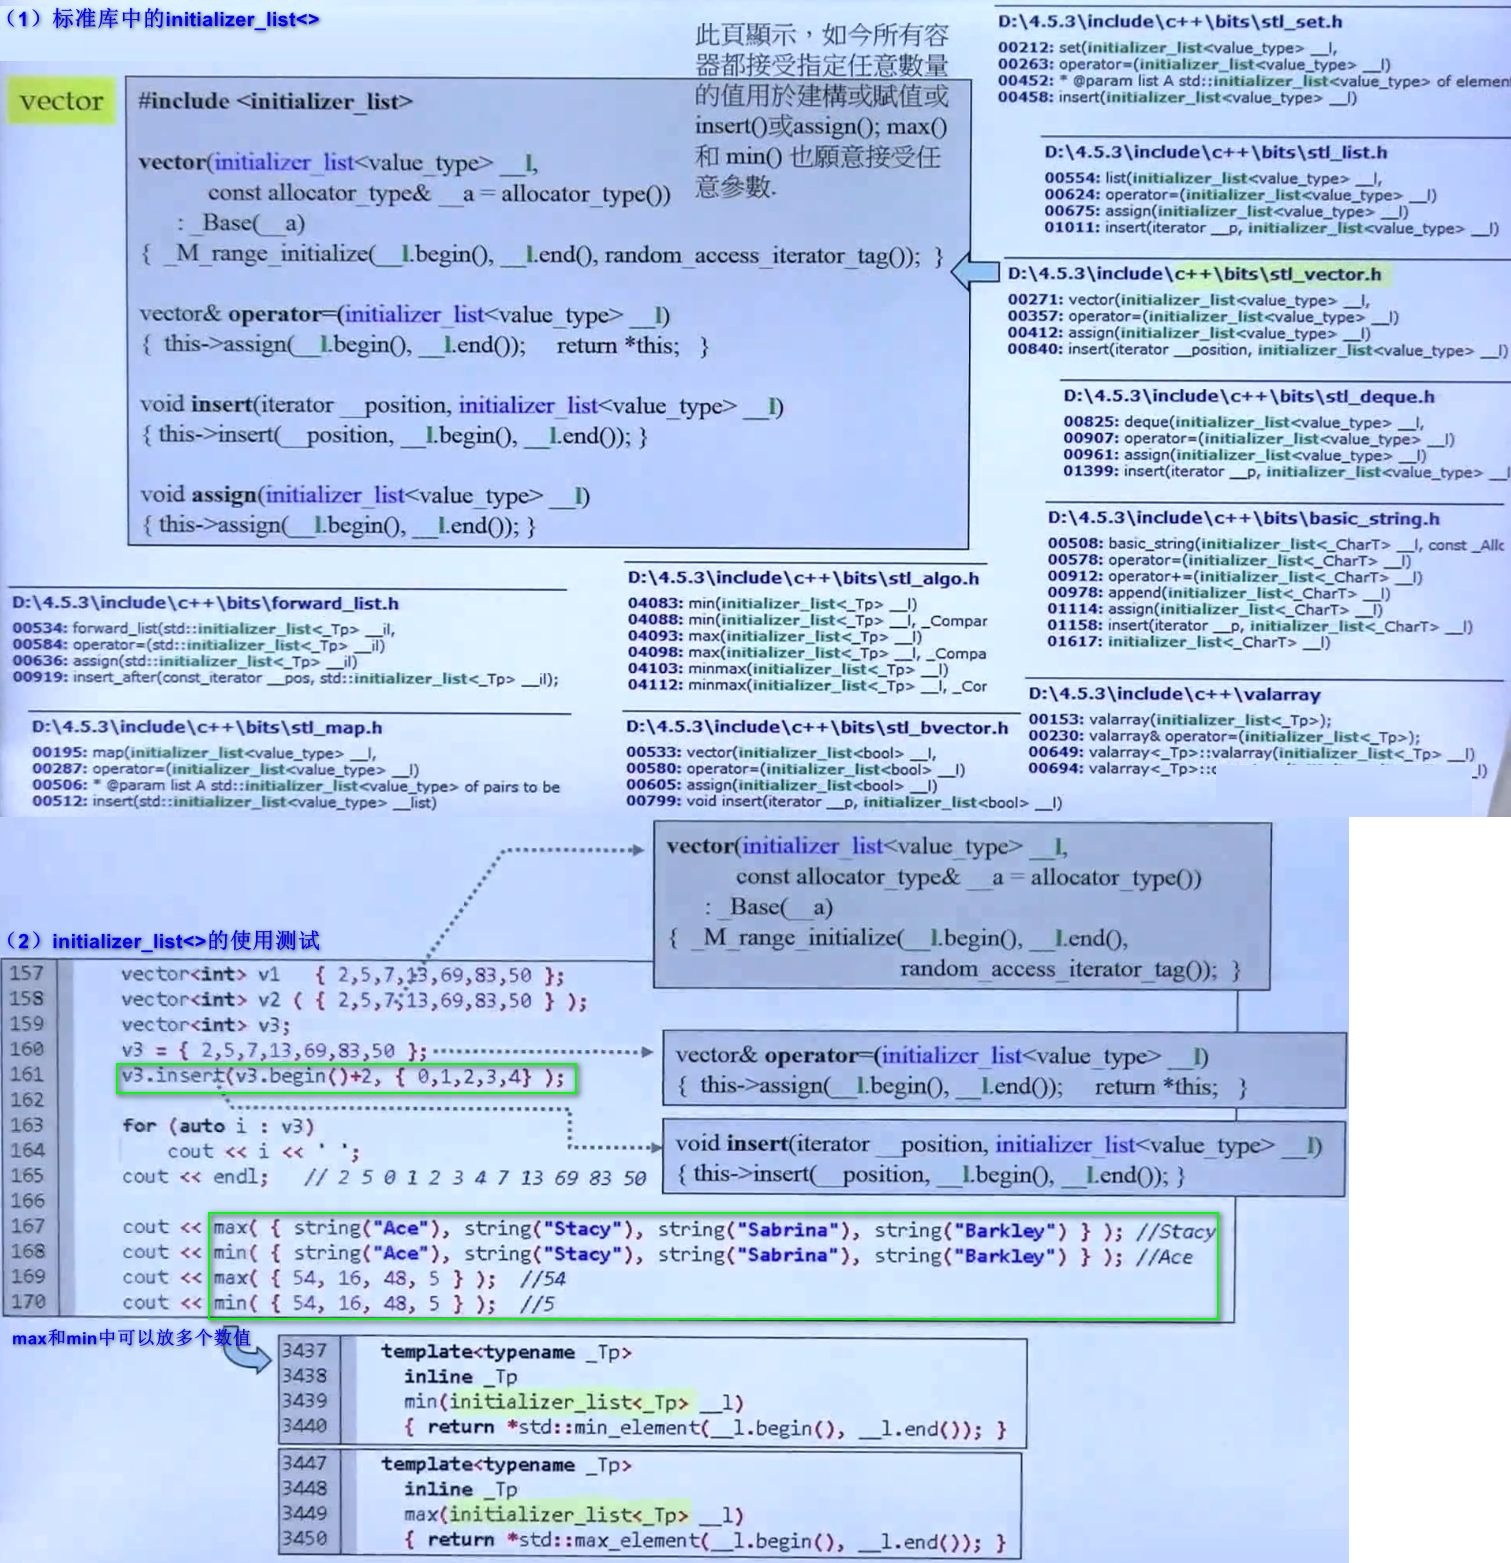 （1）标准库中的initializer_list<>
此頁顯示，如今所有容
器都接受指定任意數量
的值用於建構或賦值或
insert()或assign(); max()
和 min() 也願意接受任
意參數.
vector
#include <initializer_list>
vector(initializer_list<value_type> __l,
const allocator_type& __a = allocator_type())
: _Base(__a)
{ _M_range_initialize(__l.begin(), __l.end(), random_access_iterator_tag()); }
vector& operator=(initializer_list<value_type> __l)
{ this->assign(__l.begin(), __l.end()); return *this; }
void insert(iterator __position, initializer_list<value_type> __l)
{ this->insert(__position, __l.begin(), __l.end()); }
void assign(initializer_list<value_type> __l)
{ this->assign(__l.begin(), __l.end()); }
D:\4.5.3\include\c++\bits\stl_set.h
00212: set(initializer_list<value_type> __l,
00263: operator=(initializer_list<value_type> __l)
00452: * @param list A std::initializer_list<value_type> of elemen
00458: insert(initializer_list<value_type> __l)
D:\4.5.3\include\c++\bits\stl_list.h
00554: list(initializer_list<value_type> __l,
00624: operator=(initializer_list<value_type> __l)
00675: assign(initializer_list<value_type> __l)
01011: insert(iterator __p, initializer_list<value_type> __l)
D:\4.5.3\include\c++\bits\stl_vector.h
00271: vector(initializer_list<value_type> __l,
00357: operator=(initializer_list<value_type> __l)
00412: assign(initializer_list<value_type> __l)
00840: insert(iterator __position, initializer_list<value_type> __l)
D:\4.5.3\include\c++\bits\stl_deque.h
00825: deque(initializer_list<value_type> __l,
00907: operator=(initializer_list<value_type> __l)
00961: assign(initializer_list<value_type> __l)
01399: insert(iterator __p, initializer_list<value_type> __l
D:\4.5.3\include\c++\bits\basic_string.h
00508: basic_string(initializer_list<_CharT> __l, const _Allc
00578: operator=(initializer_list<_CharT> __l)
00912: operator+=(initializer_list<_CharT> __l)
00978: append(initializer_list<_CharT> __l)
01114: assign(initializer_list<_CharT> __l)
01158: insert(iterator __p, initializer_list<_CharT> __l)
01617: initializer_list<_CharT> __l)
D:\4.5.3\include\c++\bits\forward_list.h
00534: forward_list(std::initializer_list<_Tp> __il,
00584: operator=(std::initializer_list<_Tp> __il)
00636: assign(std::initializer_list<_Tp> __il)
00919: insert_after(const_iterator __pos, std::initializer_list<_Tp> __il);
D:\4.5.3\include\c++\bits\stl_algo.h
04083: min(initializer_list<_Tp> __l)
04088: min(initializer_list<_Tp> __l, _Compar
04093: max(initializer_list<_Tp> __l)
04098: max(initializer_list<_Tp> __l, _Compa
04103: minmax(initializer_list<_Tp> __l)
04112: minmax(initializer_list<_Tp> __l, _Cor
D:\4.5.3\include\c++\bits\stl_map.h
00195: map(initializer_list<value_type> __l,
00287: operator=(initializer_list<value_type> __l)
00506: * @param list A std::initializer_list<value_type> of pairs to be
00512: insert(std::initializer_list<value_type> __list)
D:\4.5.3\include\c++\bits\stl_bvector.h
00533: vector(initializer_list<bool> __l,
00580: operator=(initializer_list<bool> __l)
00605: assign(initializer_list<bool> __l)
00799: void insert(iterator __p, initializer_list<bool> __l)
D:\4.5.3\include\c++\valarray
00153: valarray(initializer_list<_Tp>);
00230: valarray& operator=(initializer_list<_Tp>);
00649: valarray<_Tp>::valarray(initializer_list<_Tp> __l)
00694: valarray<_Tp>:: _l)
vector(initializer_list<value_type> __l,
const allocator_type& __a = allocator_type())
: _Base(__a)
{ _M_range_initialize(__l.begin(), __l.end(),
random_access_iterator_tag()); }
（2）initializer_list<>的使用测试
157 vector<int> v1 { 2,5,7,13,69,83,50 };
158 vector<int> v2 ( { 2,5,7,13,69,83,50 } );
159 vector<int> v3;
160 v3 = { 2,5,7,13,69,83,50 };
161 v3.insert(v3.begin()+2, { 0,1,2,3,4} );
162
163 for (auto i : v3)
164 cout << i << ' ';
165 cout << endl; // 2 5 0 1 2 3 4 7 13 69 83 50
166
167 cout << max( { string("Ace"), string("Stacy"), string("Sabrina"), string("Barkley") } ); //Stacy
168 cout << min( { string("Ace"), string("Stacy"), string("Sabrina"), string("Barkley") } ); //Ace
169 cout << max( { 54, 16, 48, 5 } ); //54
170 cout << min( { 54, 16, 48, 5 } ); //5
vector& operator=(initializer_list<value_type> __l)
{ this->assign(__l.begin(), __l.end()); return *this; }
void insert(iterator __position, initializer_list<value_type> __l)
{ this->insert(__position, __l.begin(), __l.end()); }
max和min中可以放多个数值
3437 template<typename _Tp>
3438 inline _Tp
3439 min(initializer_list<_Tp> __l)
3440 { return *std::min_element(__l.begin(), __l.end()); }
3447 template<typename _Tp>
3448 inline _Tp
3449 max(initializer_list<_Tp> __l)
3450 { return *std::max_element(__l.begin(), __l.end()); }